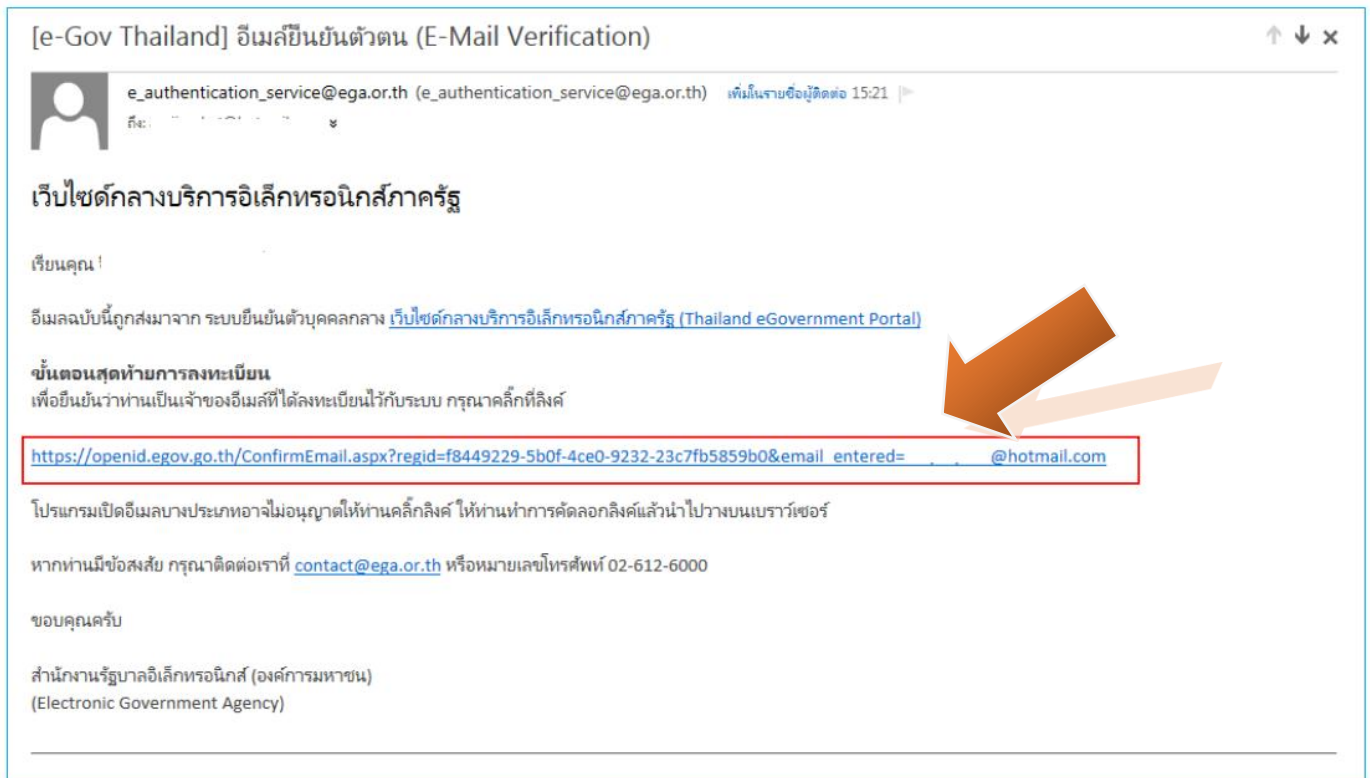 [e-Gov Thailand] อีเมล์ยืนยันตัวตน (E-Mail Verification)
e_authentication_service@ega.or.th (e_authentication_service@ega.or.th) เพิ่มในรายชื่อผู้ติดต่อ 15:21
ถึง:
เว็บไซต์กลางบริการอิเล็กทรอนิกส์ภาครัฐ
เรียนคุณ
อีเมลฉบับนี้ถูกส่งมาจาก ระบบยืนยันตัวบุคคลกลาง เว็บไซต์กลางบริการอิเล็กทรอนิกส์ภาครัฐ (Thailand eGovernment Portal)
ขั้นตอนสุดท้ายการลงทะเบียน
เพื่อยืนยันว่าท่านเป็นเจ้าของอีเมล์ที่ได้ลงทะเบียนไว้กับระบบ กรุณาคลิ๊กที่ลิงค์
https://openid.egov.go.th/ConfirmEmail.aspx?regid=f8449229-5b0f-4ce0-9232-23c7fb5859b0&email_entered= @hotmail.com
โปรแกรมเปิดอีเมลบางประเภทอาจไม่อนุญาตให้ท่านคลิ๊กลิงค์ ให้ท่านทำการคัดลอกลิงค์แล้วนำไปวางบนเบราว์เซอร์
หากท่านมีข้อสงสัย กรุณาติดต่อเราที่ contact@ega.or.th หรือหมายเลขโทรศัพท์ 02-612-6000
ขอบคุณครับ
สำนักงานรัฐบาลอิเล็กทรอนิกส์ (องค์การมหาชน)
(Electronic Government Agency)